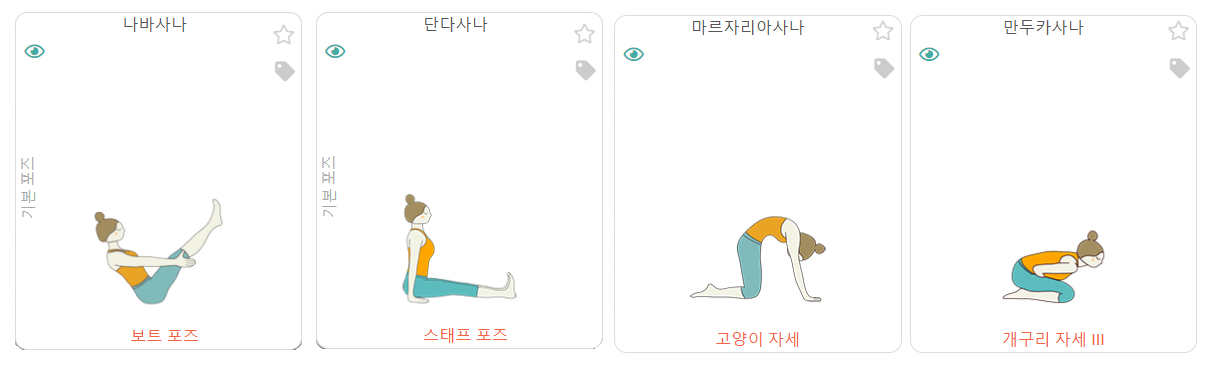 나바사나
기본 포즈
보트 포즈
단다사나
기본 포즈
스태프 포즈
마르자리아사나
고양이 자세
만두카사나
개구리 자세 III